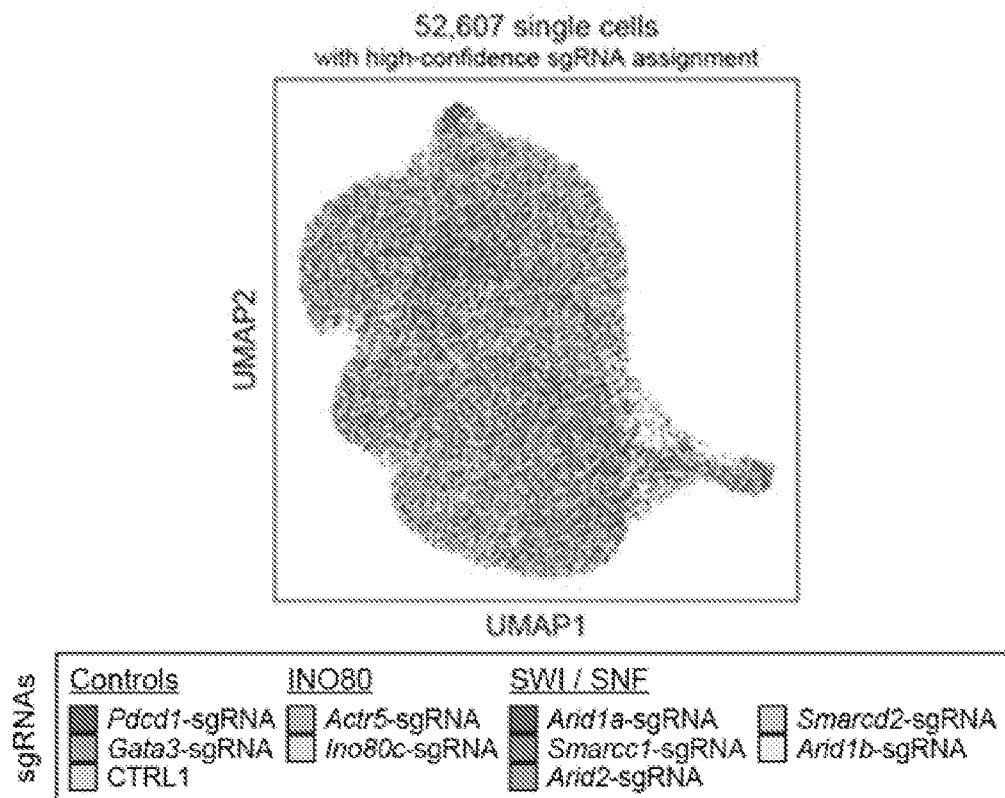 52,607 single cells
with high-confidence sgRNA assignment
UMAP2
UMAP1
sgRNAs
Controls
Pdcd1-sgRNA
Gata3-sgRNA
CTRL1
INO80
Actr5-sgRNA
Ino80c-sgRNA
SWI / SNF
Arid1a-sgRNA
Smarcc1-sgRNA
Arid2-sgRNA
Smarcd2-sgRNA
Arid1b-sgRNA